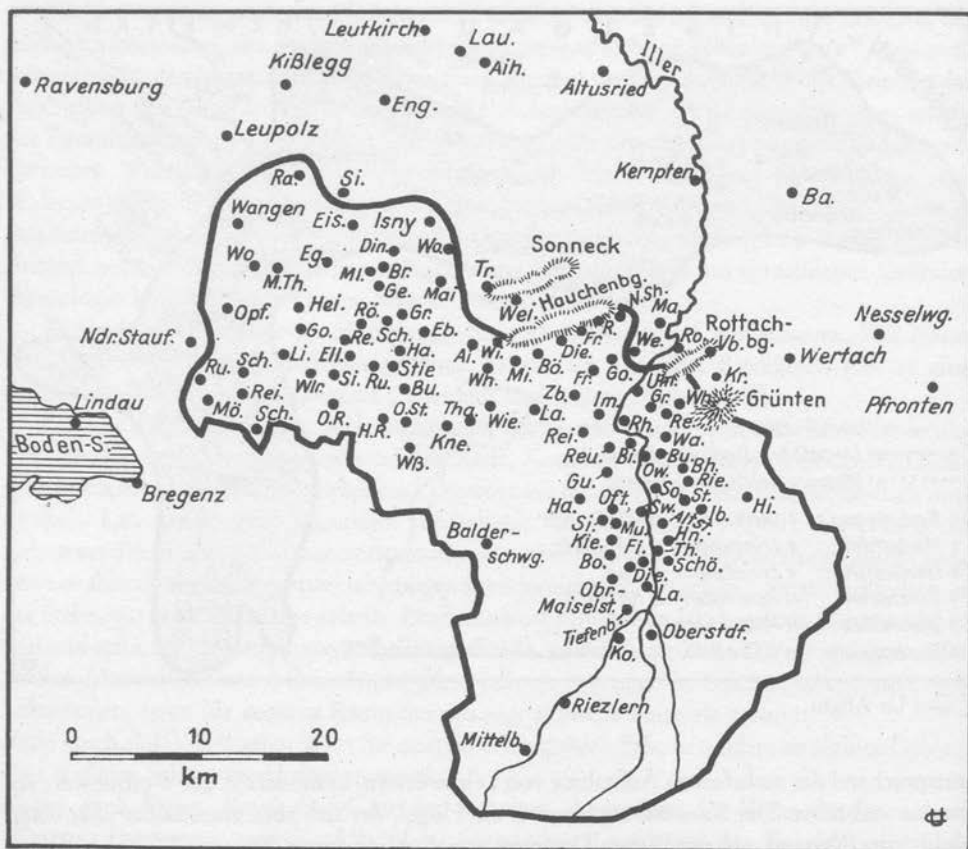 Leutkirch
Lau.
Aih.
Iller
Kißlegg
Ravensburg
Eng.
Altusried
Leupolz
Kempten
Ra.
Si.
Ba.
Wangen
Eis.
Isny
Din.
Wa.
Sonneck
Wo
M.Th.
Eg.
Ml.
Br.
Ge.
Mai
Tr.
Wei.
Hauchenbg.
N.Sh.
Ma
Opf.
Hei.
Rö.
Gr.
Rottach-
Nesselwg.
Ndr.Stauf.
Go.
Re.
Sch.
Eb.
Fr.
R.
We.
Ro.
Vb.
bg.
Wertach
Li.
Ell.
Ha.
Ai.
Wi.
Die.
Ru.
Sch.
Wlr.
Si.
Ru.
Stie
Wh.
Mi.
Bö.
Fr.
Go.
Kr.
Pfronten
Rei.
Bu.
Zb.
Gr.
Grünten
Lindau
Mö.
Sch.
O.R.
H.R.
O.St.
Tha.
Wie.
La.
Im.
Rh.
Re.
Boden-S.
Kne.
Rei.
Wa.
Wß.
Reu.
Bi.
Bu.
Bh.
Bregenz
Gu.
Ow.
Rie.
Ha.
Oft.
So.
St.
Hi.
Si.
Sw.
Ib.
Balder-
schwg.
Kie.
Mu.
Hn.
Bo.
Fi.
Th.
Schö.
Obr.
Die.
La.
Maiselst.
Tiefenb.
Oberstdf.
Ko.
Riezlern
Mittelb.
0 10 20
km